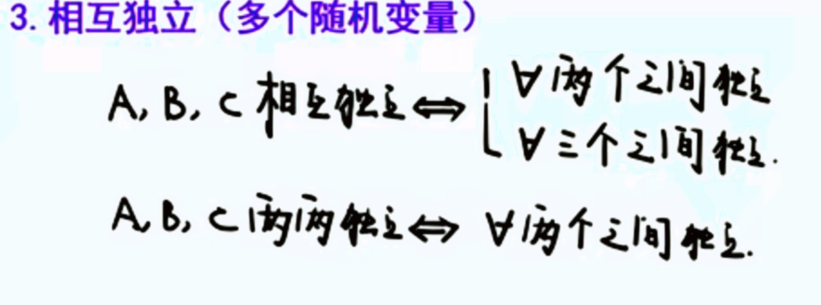 3. 相互独立（多个随机变量）
A, B, C 相互独立 ⇔ { ∀两个之间独立
∀三个之间独立.
A, B, C 两两独立 ⇔ ∀两个之间独立.